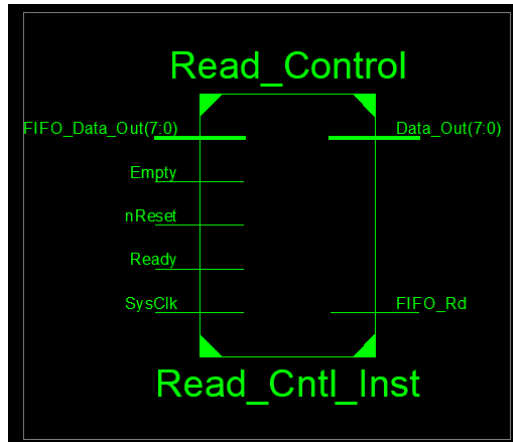 Read_Control
FIFO_Data_Out(7:0)
Data_Out(7:0)
Empty
nReset
Ready
SysClk
FIFO_Rd
Read_Cntl_Inst